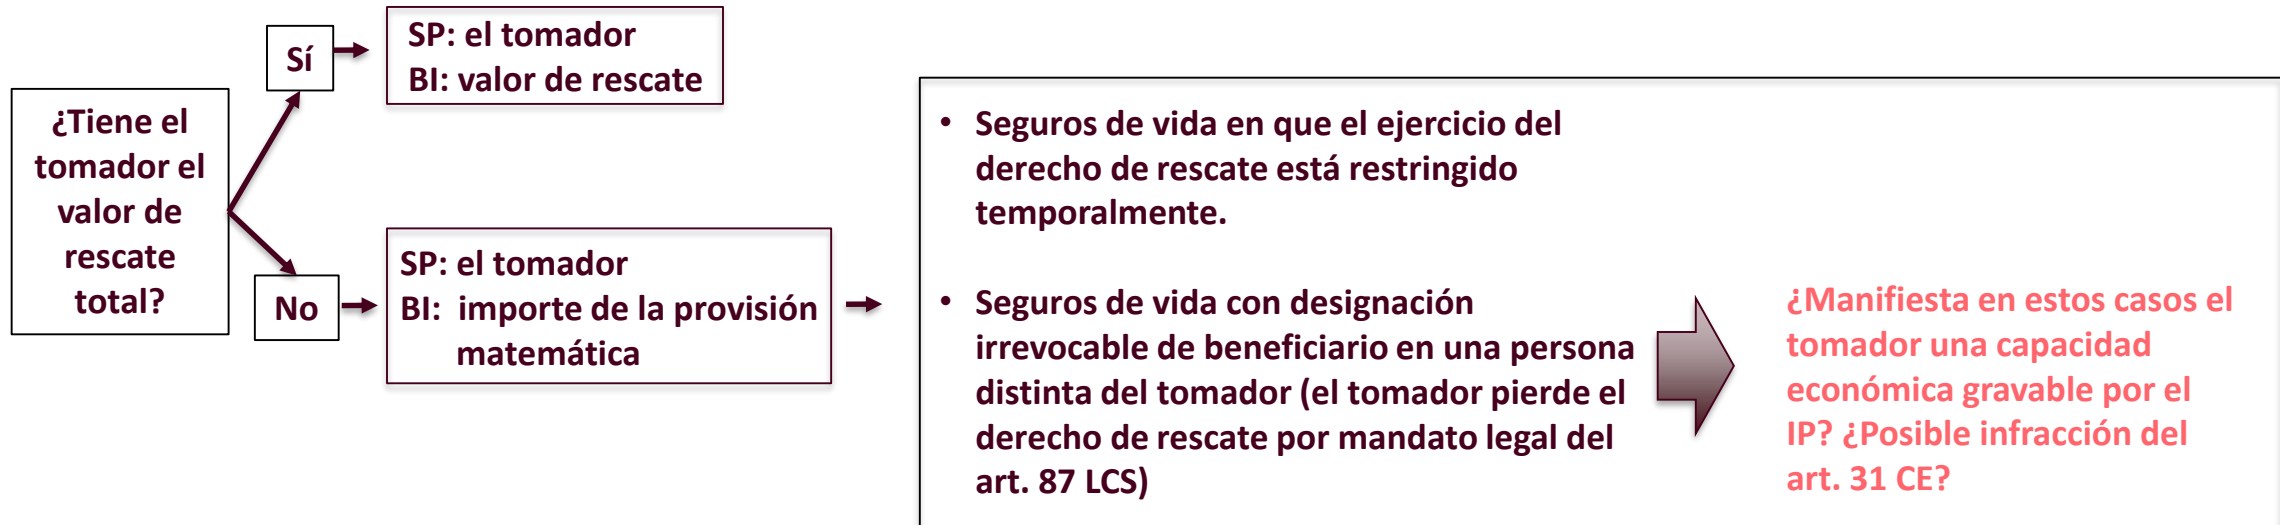 ¿Tiene el
tomador el
valor de
rescate
total?
Sí
SP: el tomador
BI: valor de rescate
No
SP: el tomador
BI: importe de la provisión
matemática
• Seguros de vida en que el ejercicio del
derecho de rescate está restringido
temporalmente.
• Seguros de vida con designación
irrevocable de beneficiario en una persona
distinta del tomador (el tomador pierde el
derecho de rescate por mandato legal del
art. 87 LCS)
¿Manifiesta en estos casos el
tomador una capacidad
económica gravable por el
IP? ¿Posible infracción del
art. 31 CE?